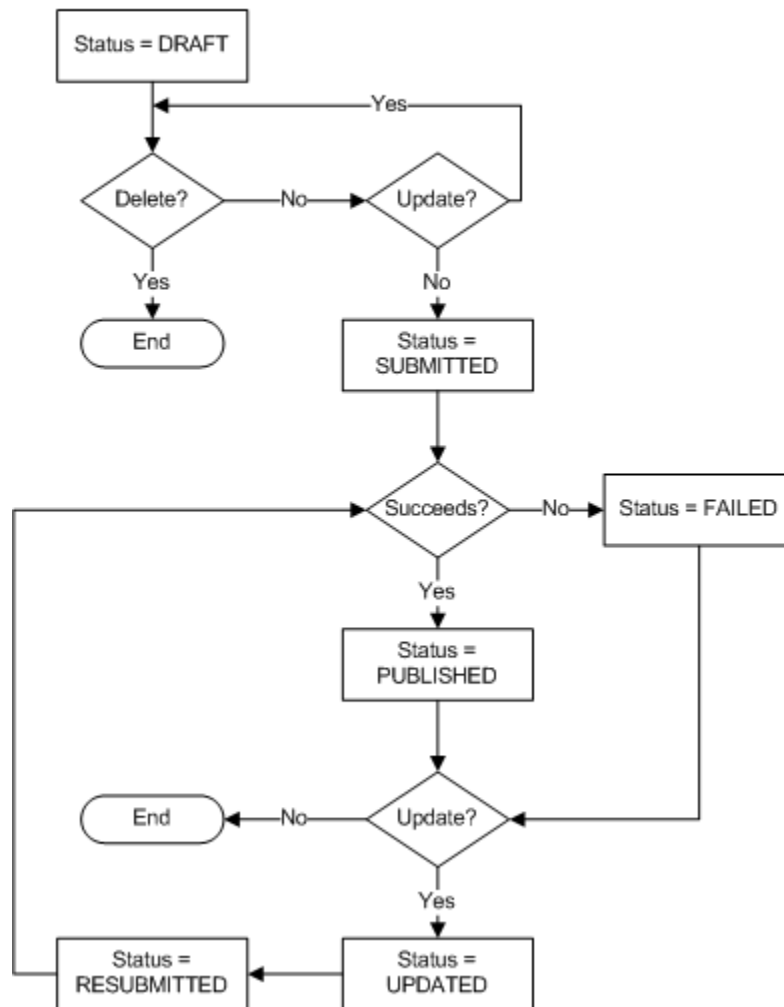 Status = DRAFT
Yes
Delete?
No
Update?
Yes
No
End
Status =
SUBMITTED
Succeeds?
No
Status = FAILED
Yes
Status =
PUBLISHED
End
No
Update?
Yes
Status =
RESUBMITTED
Status =
UPDATED